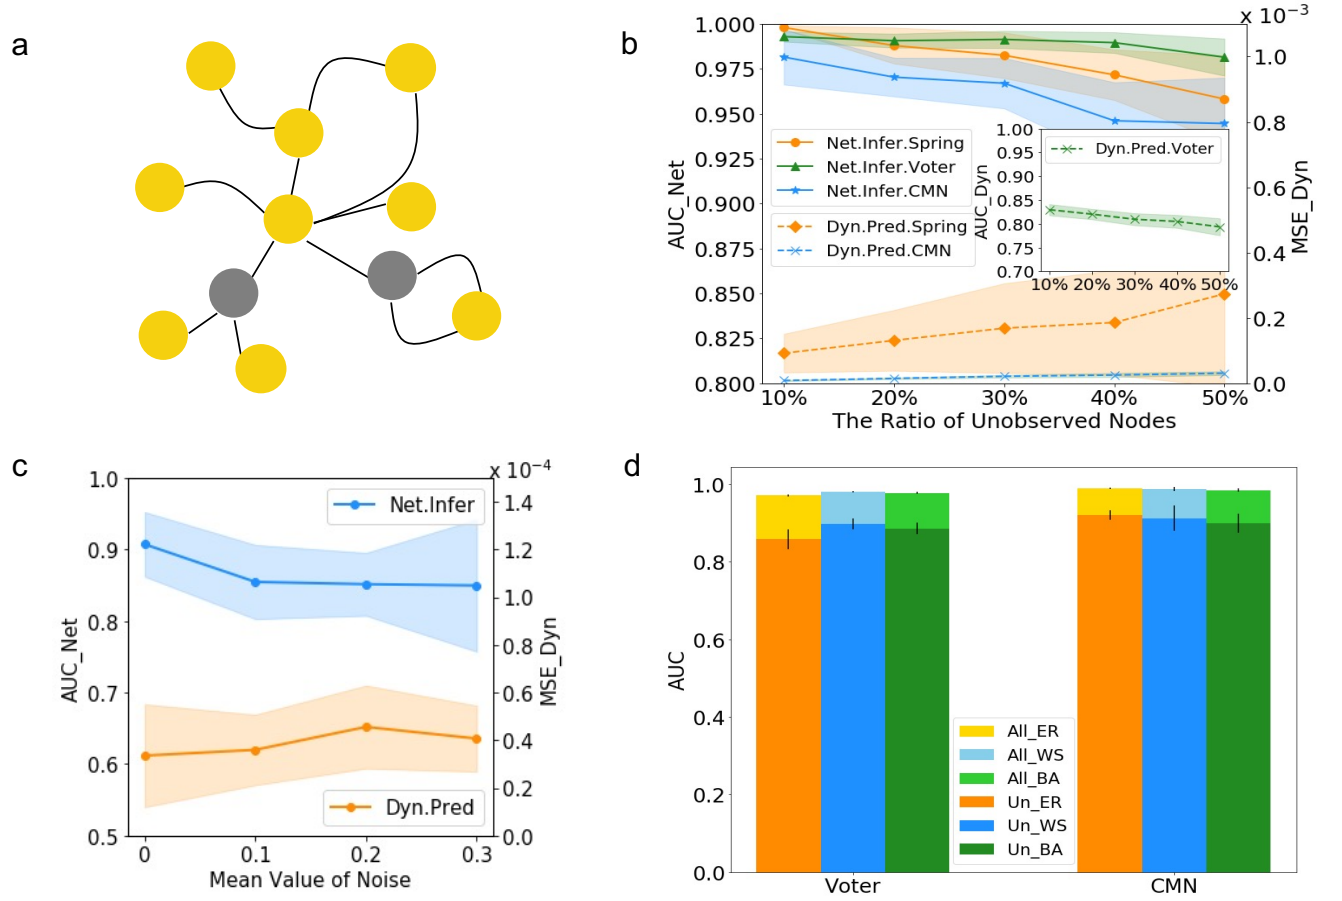 a
b
x 10⁻³
1.000
0.975
0.950
0.925
0.900
0.875
0.850
0.825
0.800
AUC_Net
Net.Infer.Spring
Net.Infer.Voter
Net.Infer.CMN
Dyn.Pred.Spring
Dyn.Pred.CMN
1.00
0.95
0.90
0.85
0.80
0.75
0.70
AUC_Dyn
Dyn.Pred.Voter
10% 20% 30% 40% 50%
1.0
0.8
0.6
0.4
0.2
0.0
MSE_Dyn
10% 20% 30% 40% 50%
The Ratio of Unobserved Nodes
c
x 10⁻⁴
1.0
0.9
0.8
0.7
0.6
0.5
AUC_Net
Net.Infer
Dyn.Pred
1.4
1.2
1.0
0.8
0.6
0.4
0.2
0.0
MSE_Dyn
0 0.1 0.2 0.3
Mean Value of Noise
d
1.0
0.8
0.6
0.4
0.2
0.0
AUC
All_ER
All_WS
All_BA
Un_ER
Un_WS
Un_BA
Voter CMN